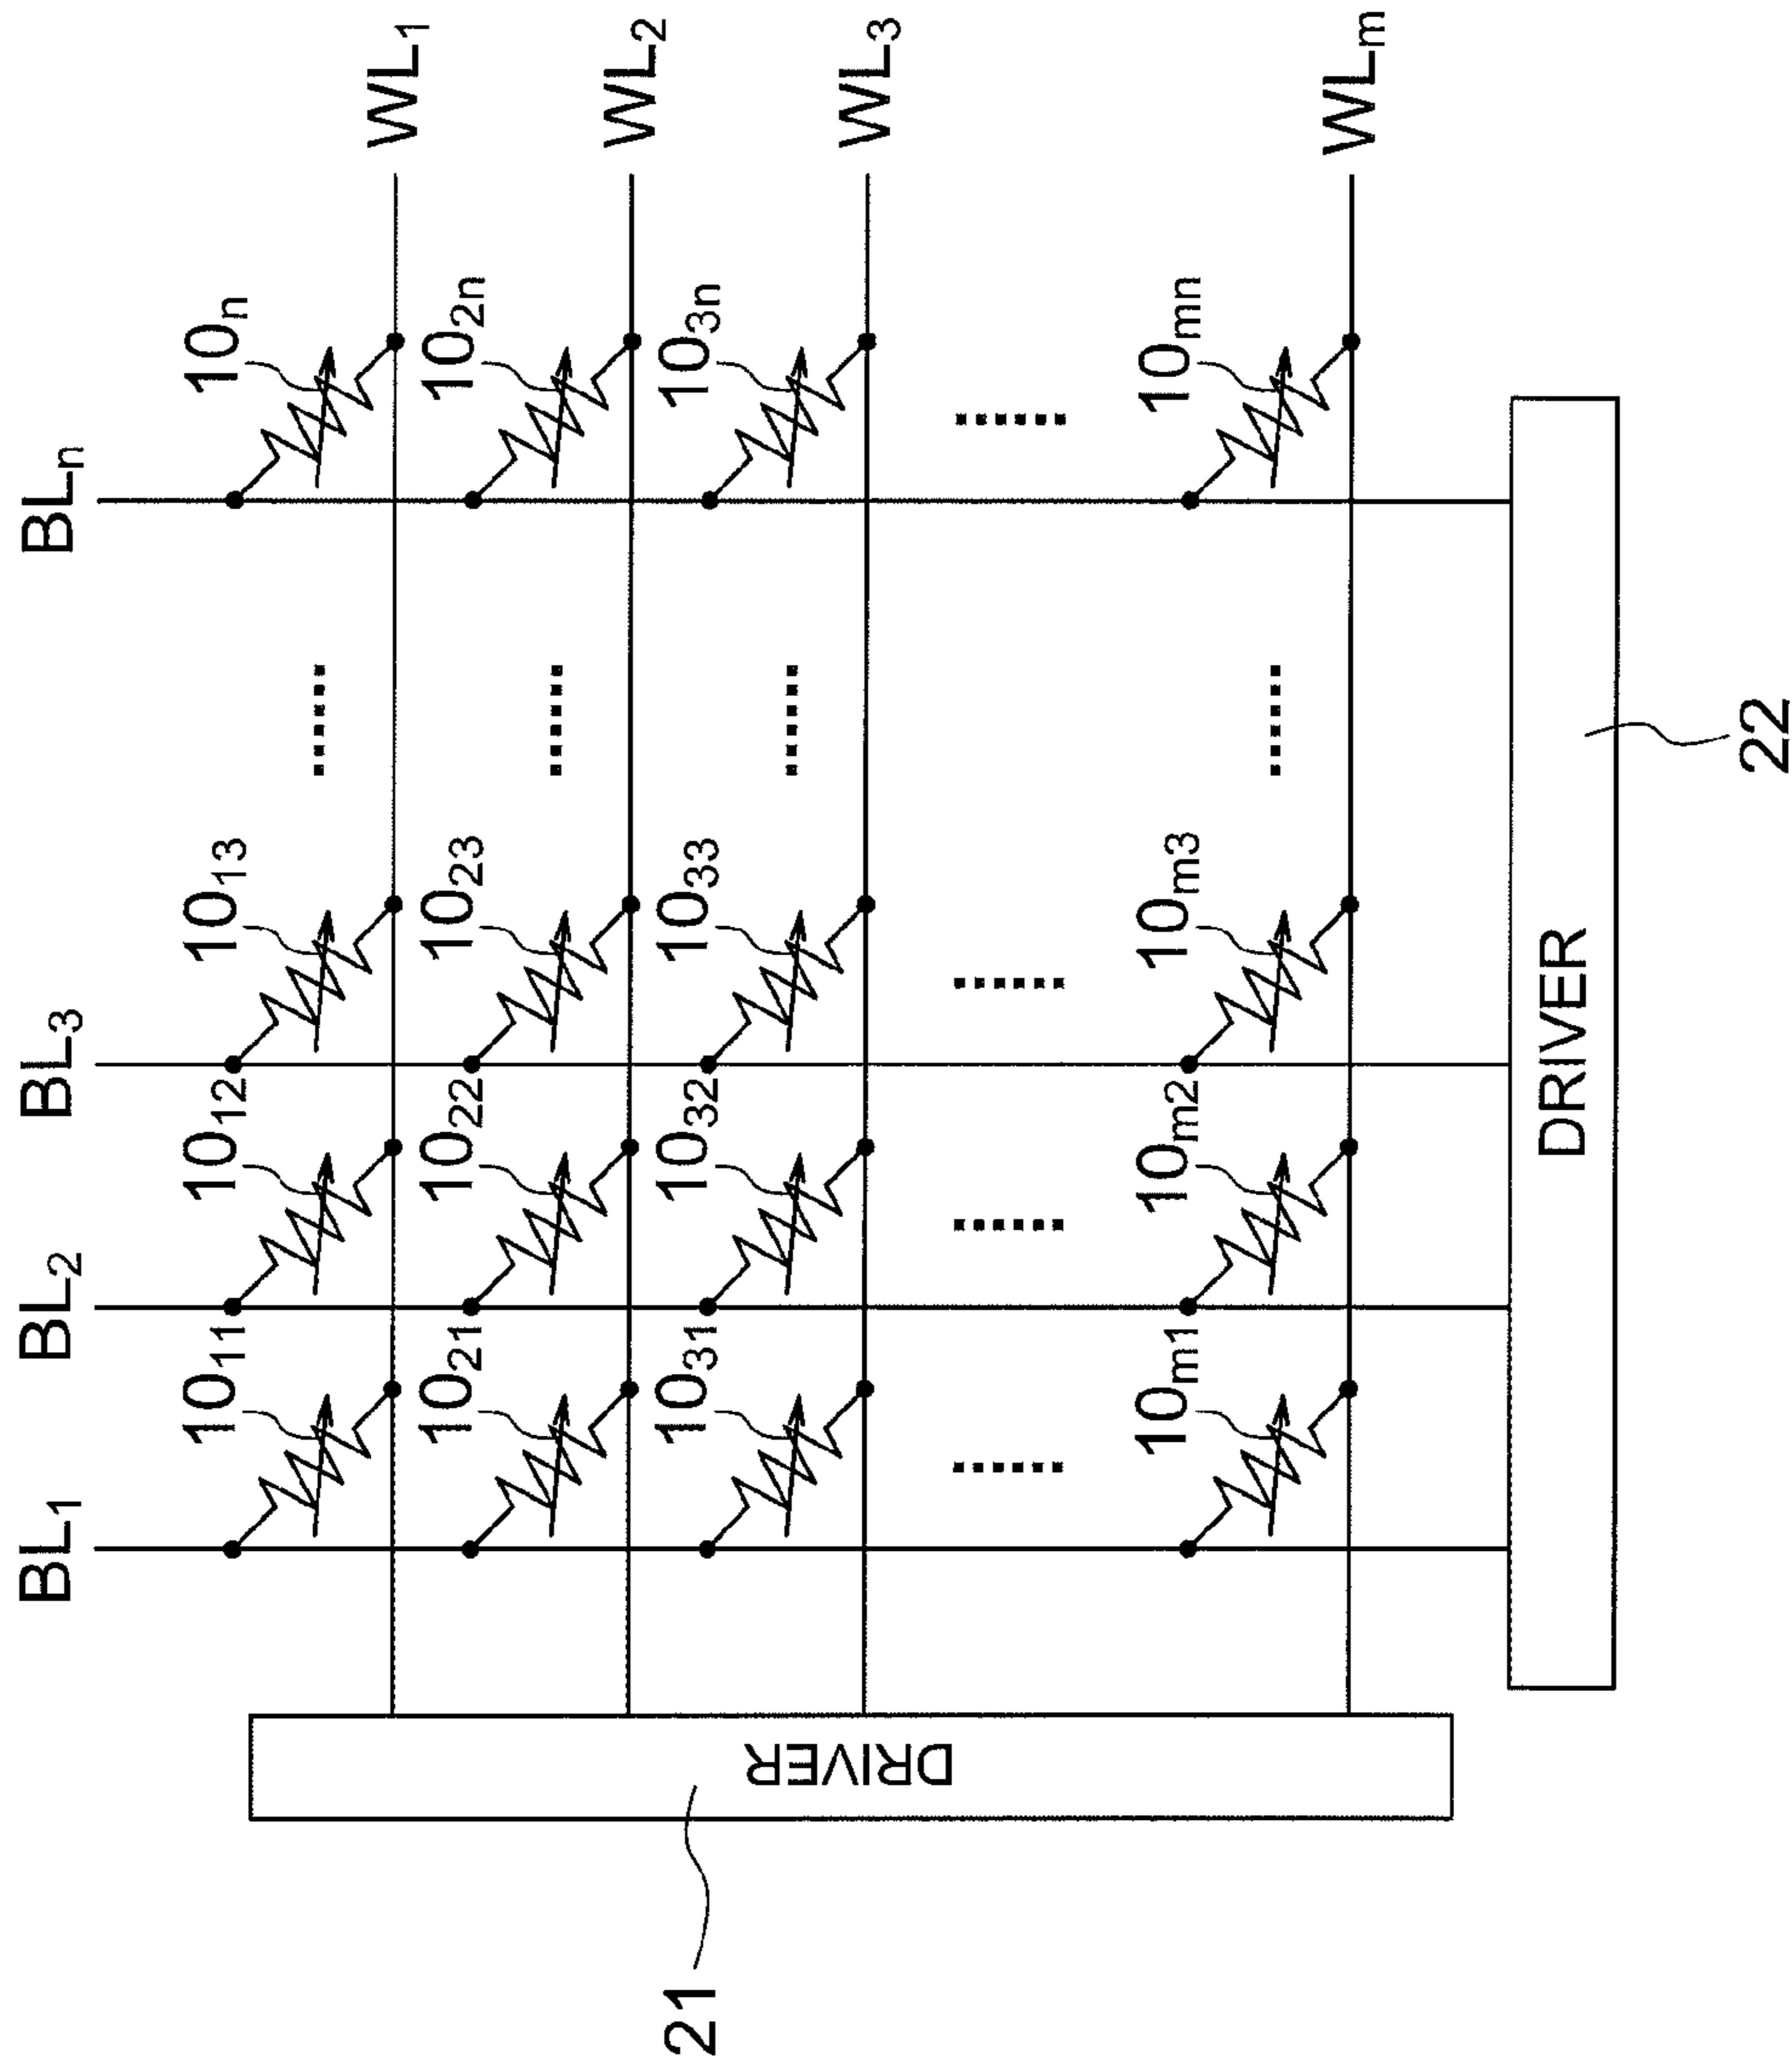 BL₁ BL₂ BL₃ BLₙ
10₁₁ 10₁₂ 10₁₃ 10ₙ
WL₁
10₂₁ 10₂₂ 10₂₃ 10₂ₙ
WL₂
10₃₁ 10₃₂ 10₃₃ 10₃ₙ
WL₃
10ₘ₁ 10ₘ₂ 10ₘ₃ 10ₘₙ
WLₘ
DRIVER
21
DRIVER
22